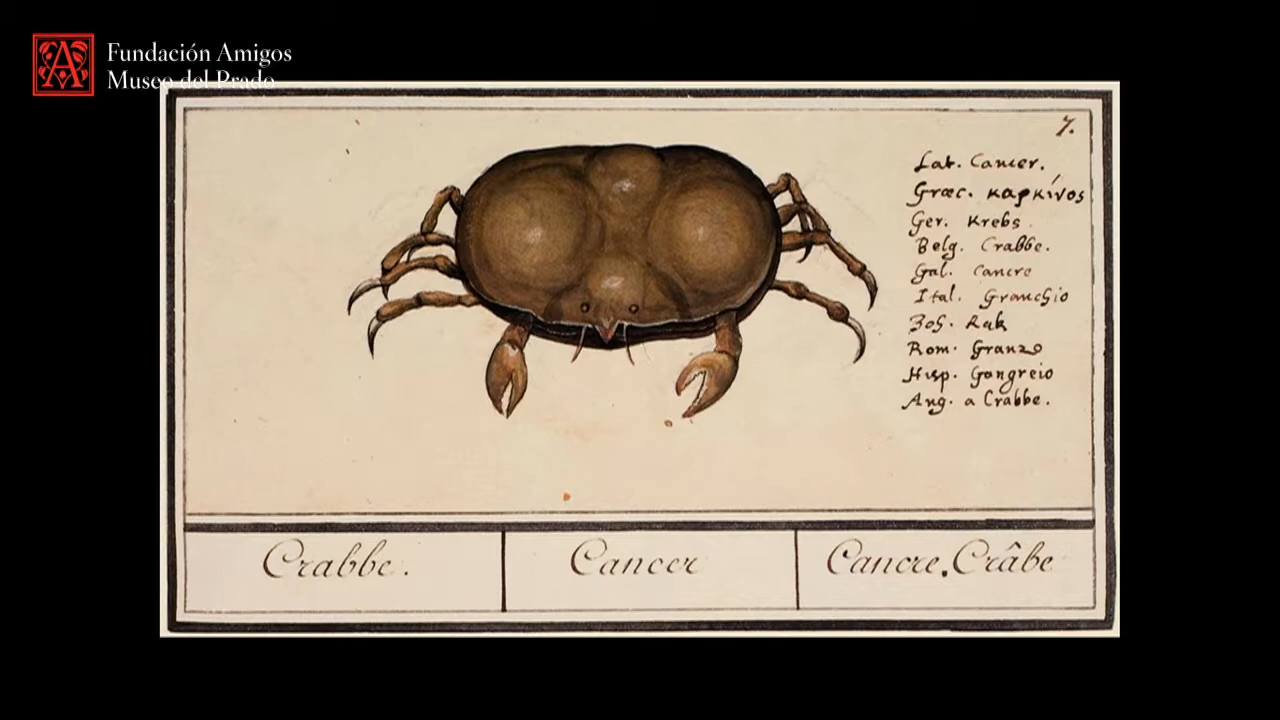 Fundación Amigos
Museo del Prado
7.
Lat. Cancer.
Græc. καρκίνος
Ger. Krebs.
Belg. Crabbe.
Gal. Cancre
Ital. Granchio
Boh. Rak
Rom. Granzo
Hisp. Gangreio
Ang. a Crabbe.
Crabbe.
Cancer
Cancre. Crâbe